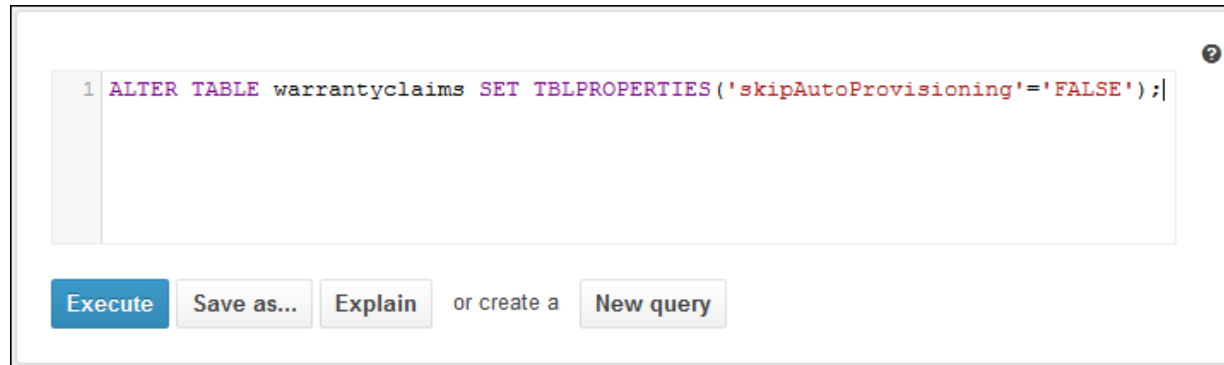 ?
1 ALTER TABLE warrantyclaims SET TBLPROPERTIES('skipAutoProvisioning'='FALSE');
Execute Save as... Explain or create a New query